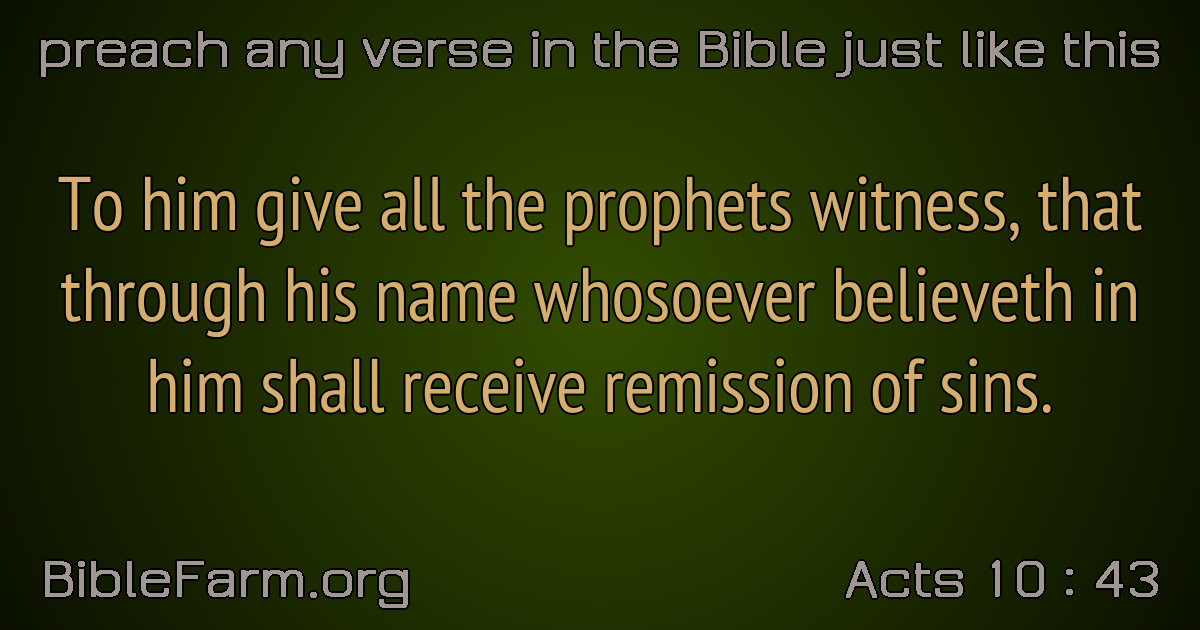 preach any verse in the Bible just like this
To him give all the prophets witness, that
through his name whosoever believeth in
him shall receive remission of sins.
BibleFarm.org
Acts 10 : 43